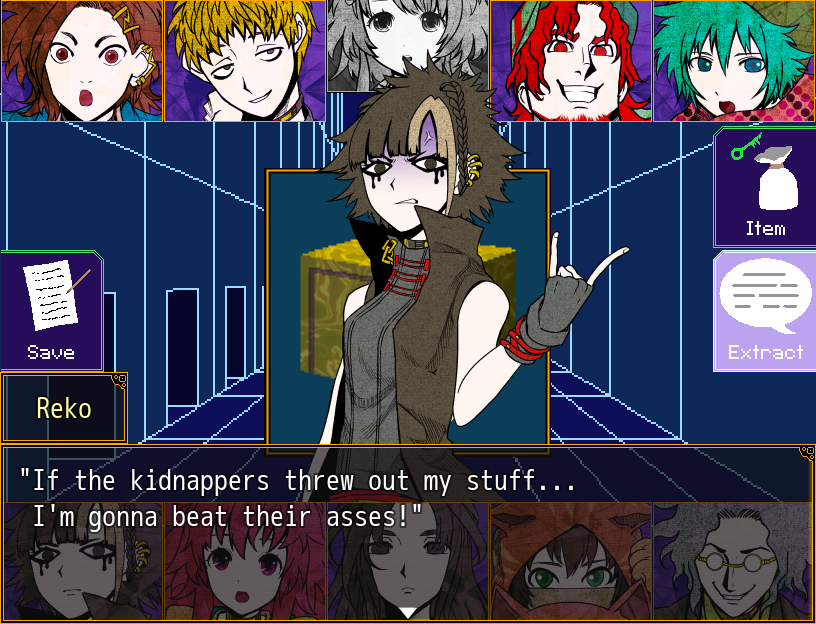 Item
Save
Extract
Reko
"If the kidnappers threw out my stuff...
I'm gonna beat their asses!"